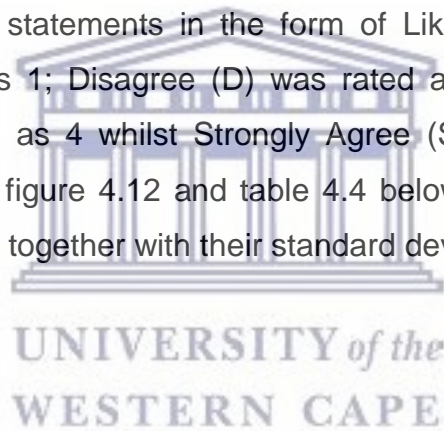 statements in the form of Lik
s 1; Disagree (D) was rated a
as 4 whilst Strongly Agree (S
figure 4.12 and table 4.4 below
together with their standard dev
UNIVERSITY of the
WESTERN CAPE